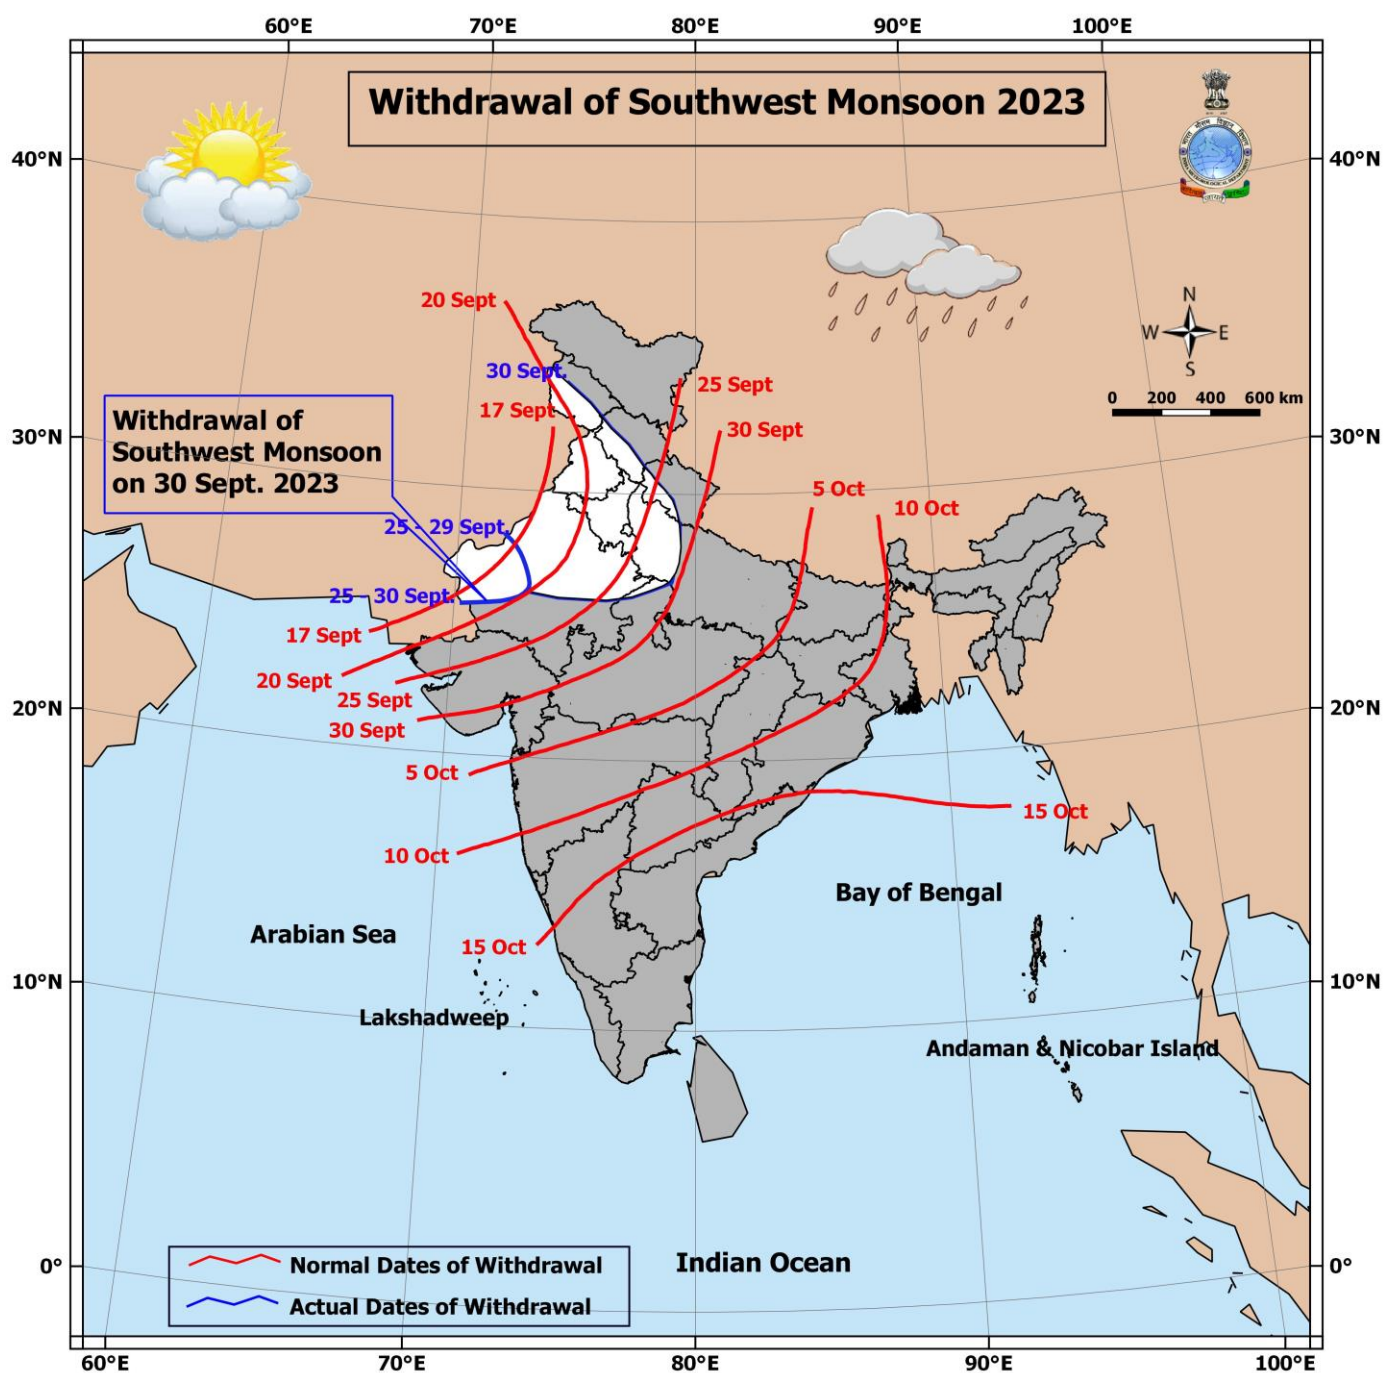 60°E 70°E 80°E 90°E 100°E
Withdrawal of Southwest Monsoon 2023
40°N 40°N
N
W E
S
20 Sept
30 Sept.
25 Sept
17 Sept
0 200 400 600 km
30 Sept
30°N 30°N
Withdrawal of
Southwest Monsoon
on 30 Sept. 2023
5 Oct
10 Oct
25 - 29 Sept.
25 - 30 Sept.
17 Sept
20 Sept
25 Sept
20°N 20°N
30 Sept
5 Oct
15 Oct
10 Oct
Bay of Bengal
Arabian Sea
15 Oct
10°N 10°N
Lakshadweep
Andaman & Nicobar Island
Indian Ocean
0° 0°
Normal Dates of Withdrawal
Actual Dates of Withdrawal
60°E 70°E 80°E 90°E 100°E